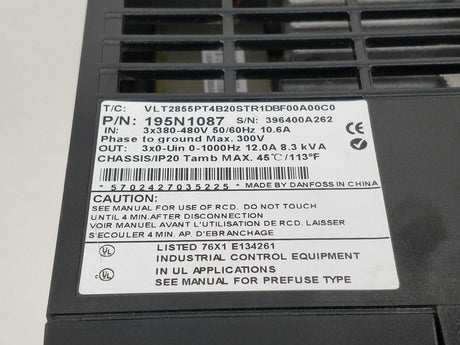 T/C: VLT2855PT4B20STR1DBF00A00C0
P/N: 195N1087 S/N: 396400A262
IN: 3x380-480V 50/60Hz 10.6A
Phase to ground Max. 300V
OUT: 3x0-Uin 0-1000Hz 12.0A 8.3 kVA
CHASSIS/IP20 Tamb MAX. 45°C/113°F
* 5702427035225 * MADE BY DANFOSS IN CHINA
CAUTION:
SEE MANUAL FOR USE OF RCD. DO NOT TOUCH
UNTIL 4 MIN. AFTER DISCONNECTION
VOIR MANUEL AVANT L'UTILISATION DE RCD. LAISSER
S'ECOULER 4 MIN. AP. D'EBRANCHAGE
UL LISTED 76X1 E134261
INDUSTRIAL CONTROL EQUIPMENT
c UL IN UL APPLICATIONS
SEE MANUAL FOR PREFUSE TYPE